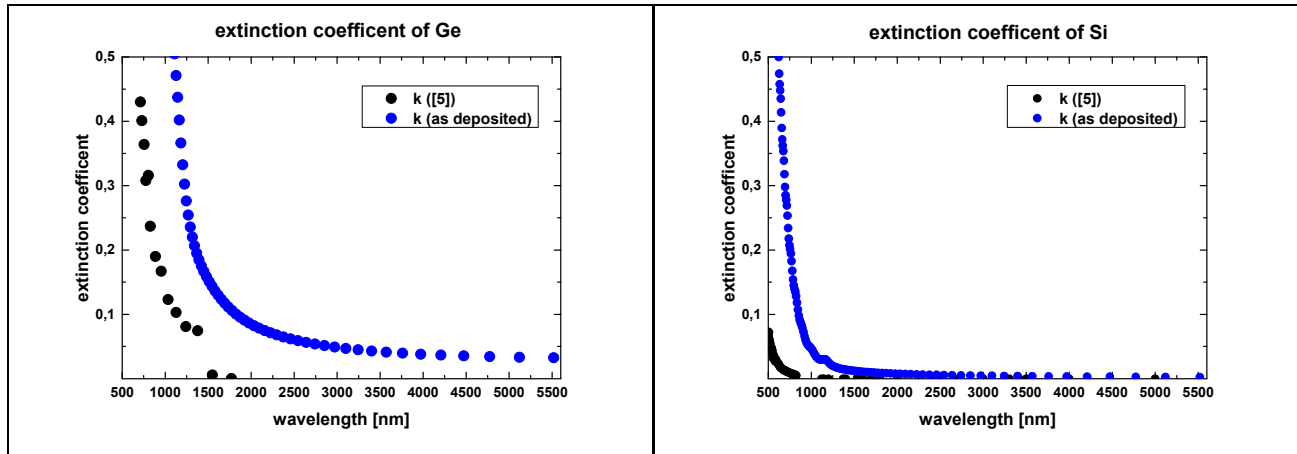 extinction coefficent of Ge
0,5
0,4
0,3
0,2
0,1
extinction coefficent
k ([5])
k (as deposited)
500 1000 1500 2000 2500 3000 3500 4000 4500 5000 5500
wavelength [nm]
extinction coefficent of Si
0,5
0,4
0,3
0,2
0,1
extinction coefficent
k ([5])
k (as deposited)
500 1000 1500 2000 2500 3000 3500 4000 4500 5000 5500
wavelength [nm]